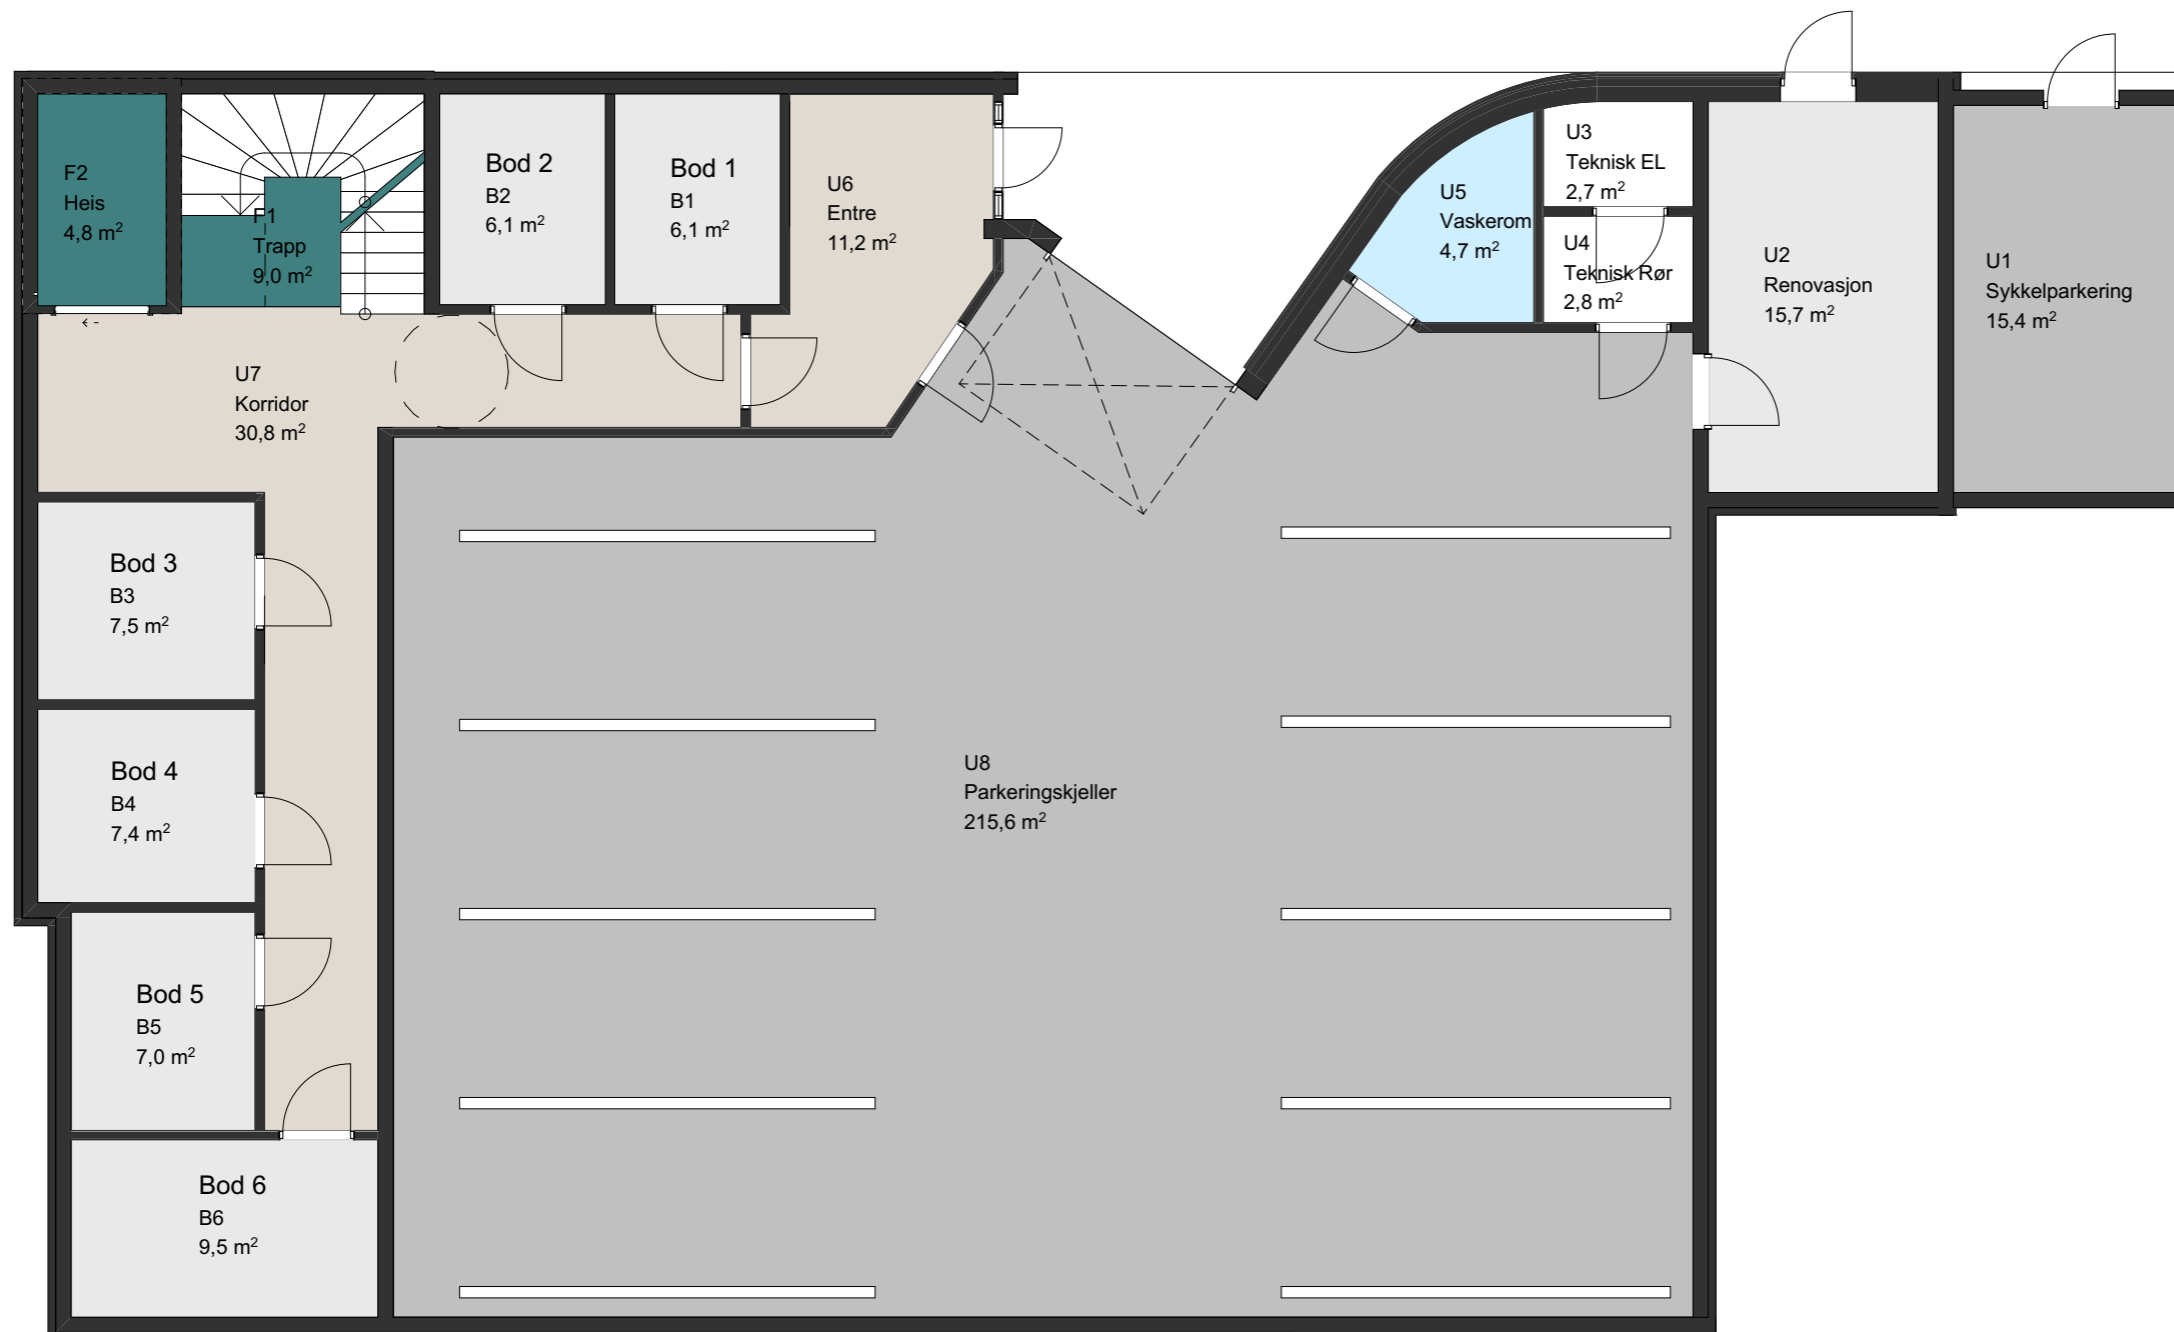 F2
Heis
4,8 m²
F1
Trapp
9,0 m²
Bod 2
B2
6,1 m²
Bod 1
B1
6,1 m²
U6
Entre
11,2 m²
U5
Vaskerom
4,7 m²
U3
Teknisk EL
2,7 m²
U4
Teknisk Rør
2,8 m²
U2
Renovasjon
15,7 m²
U1
Sykkelparkering
15,4 m²
U7
Korridor
30,8 m²
Bod 3
B3
7,5 m²
Bod 4
B4
7,4 m²
U8
Parkeringskjeller
215,6 m²
Bod 5
B5
7,0 m²
Bod 6
B6
9,5 m²